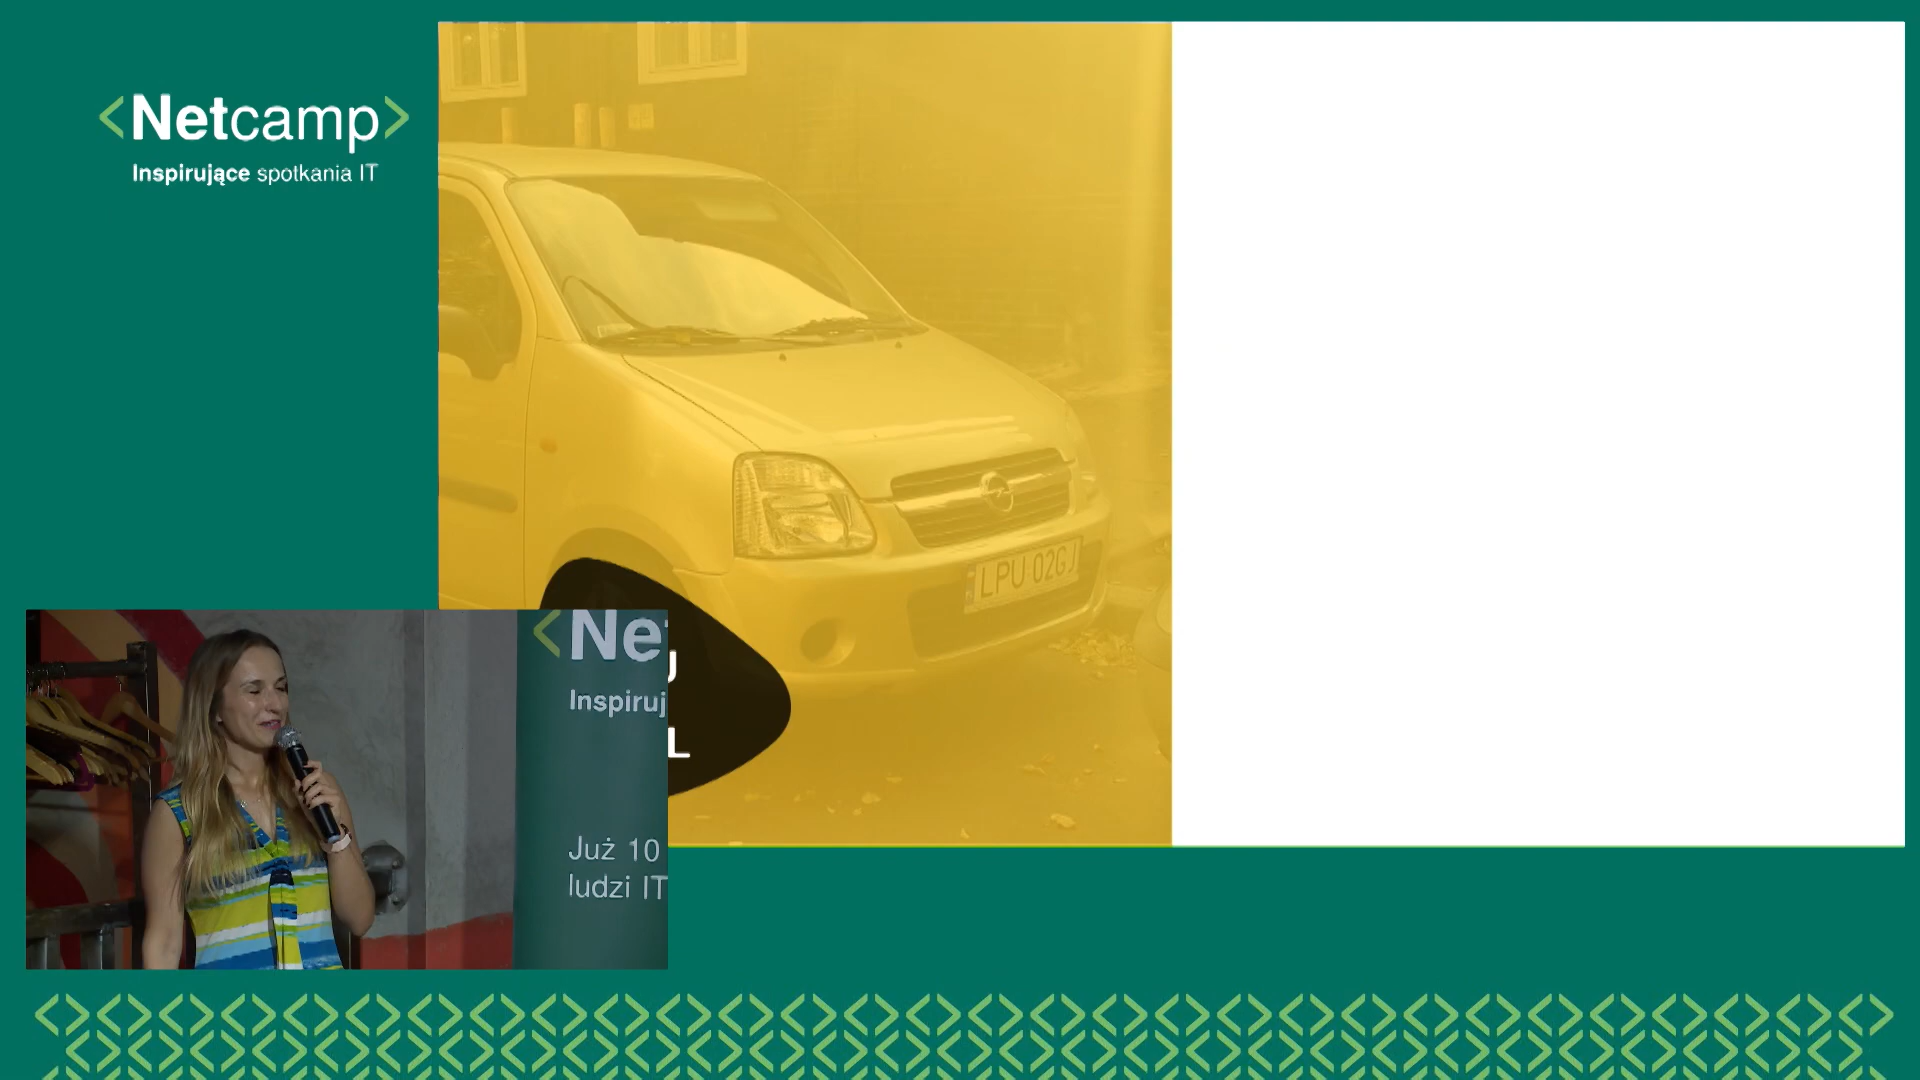 <Netcamp>
Inspirujące spotkania IT
LPU 02GJ
<Ne
Inspiruj
J
L
Już 10
ludzi IT